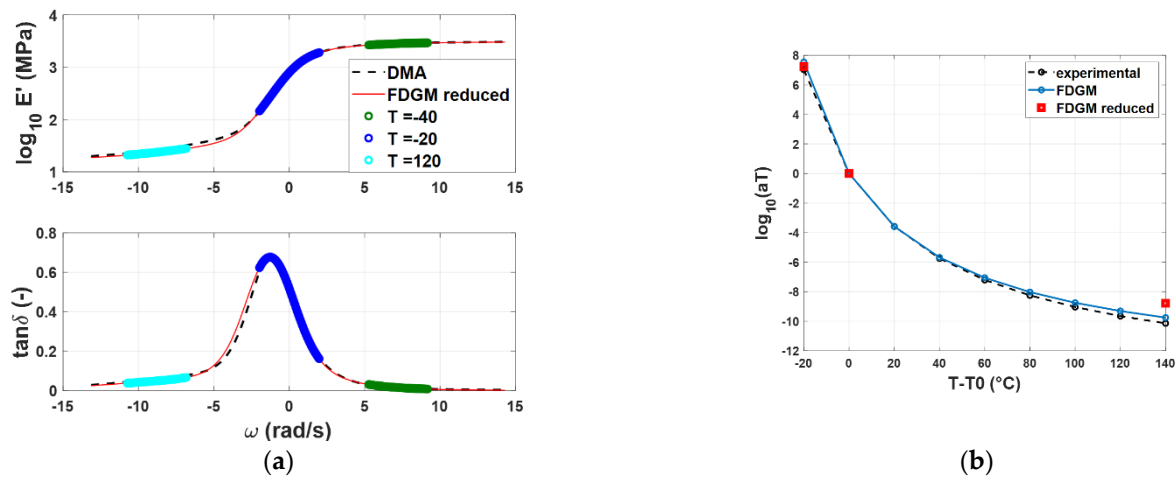 4
3
2
1
log10 E' (MPa)
-15 -10 -5 0 5 10 15
DMA
FDGM reduced
T =-40
T =-20
T =120
0.8
0.6
0.4
0.2
0
tanδ (-)
-15 -10 -5 0 5 10 15
ω (rad/s)
(a)
8
6
4
2
0
-2
-4
-6
-8
-10
-12
log10(aT)
experimental
FDGM
FDGM reduced
-20 0 20 40 60 80 100 120 140
T-T0 (°C)
(b)